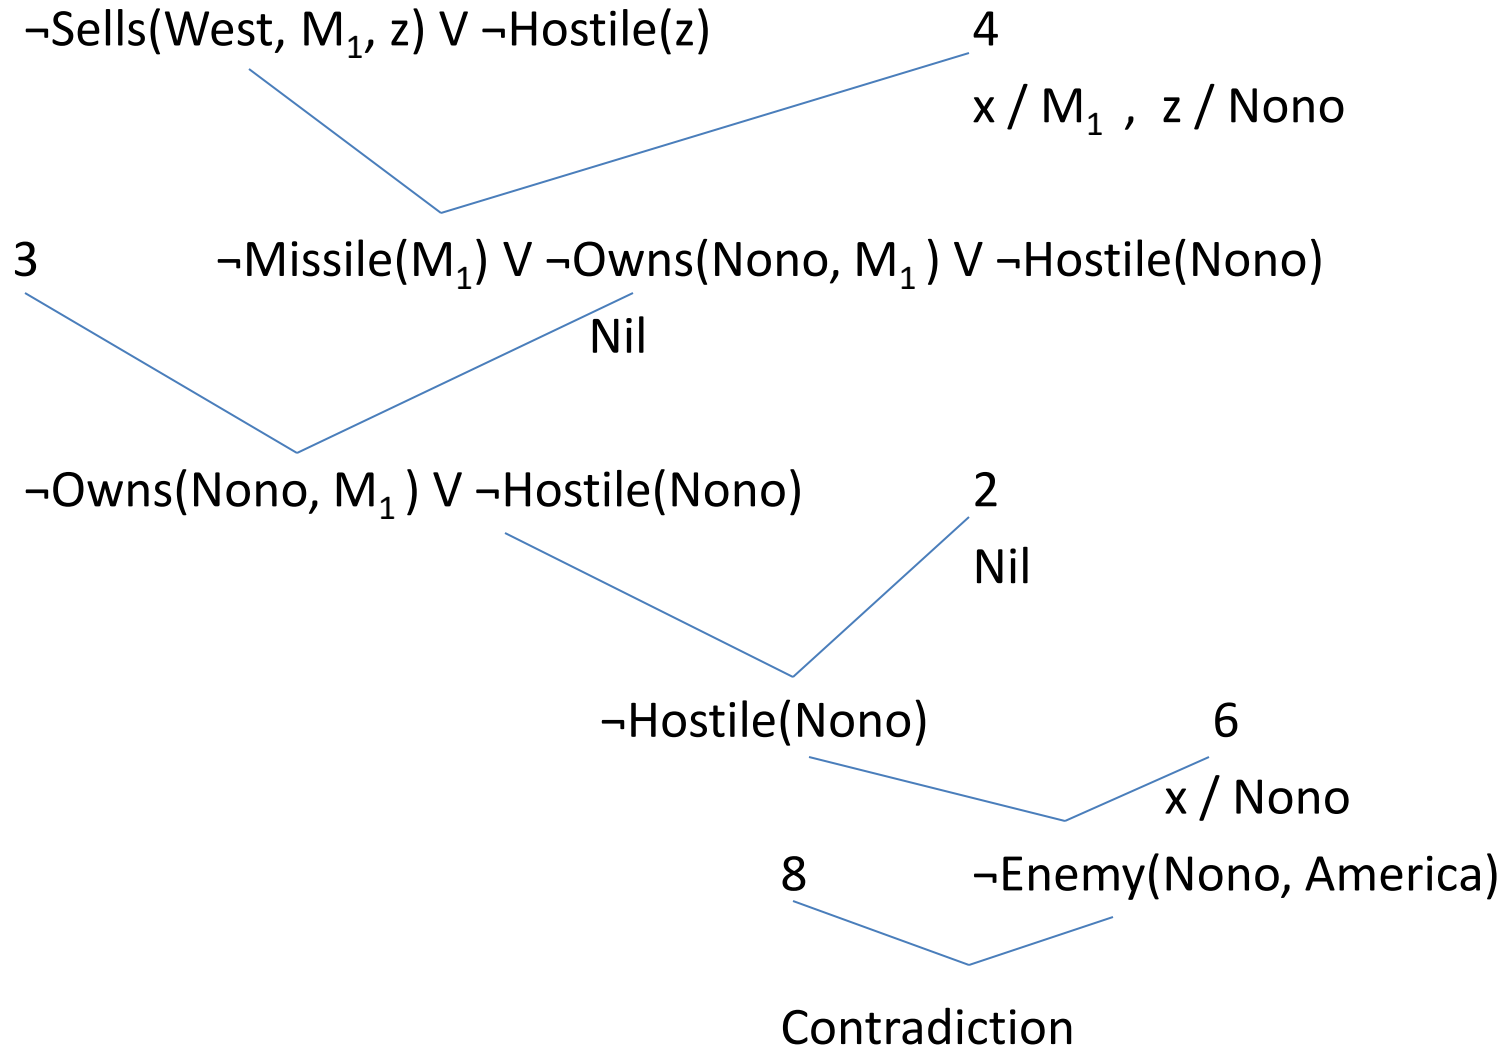 ¬Sells(West, M₁, z) V ¬Hostile(z) 4
x / M₁ , z / Nono
3 ¬Missile(M₁) V ¬Owns(Nono, M₁ ) V ¬Hostile(Nono)
Nil
¬Owns(Nono, M₁ ) V ¬Hostile(Nono) 2
Nil
¬Hostile(Nono) 6
x / Nono
8 ¬Enemy(Nono, America)
Contradiction